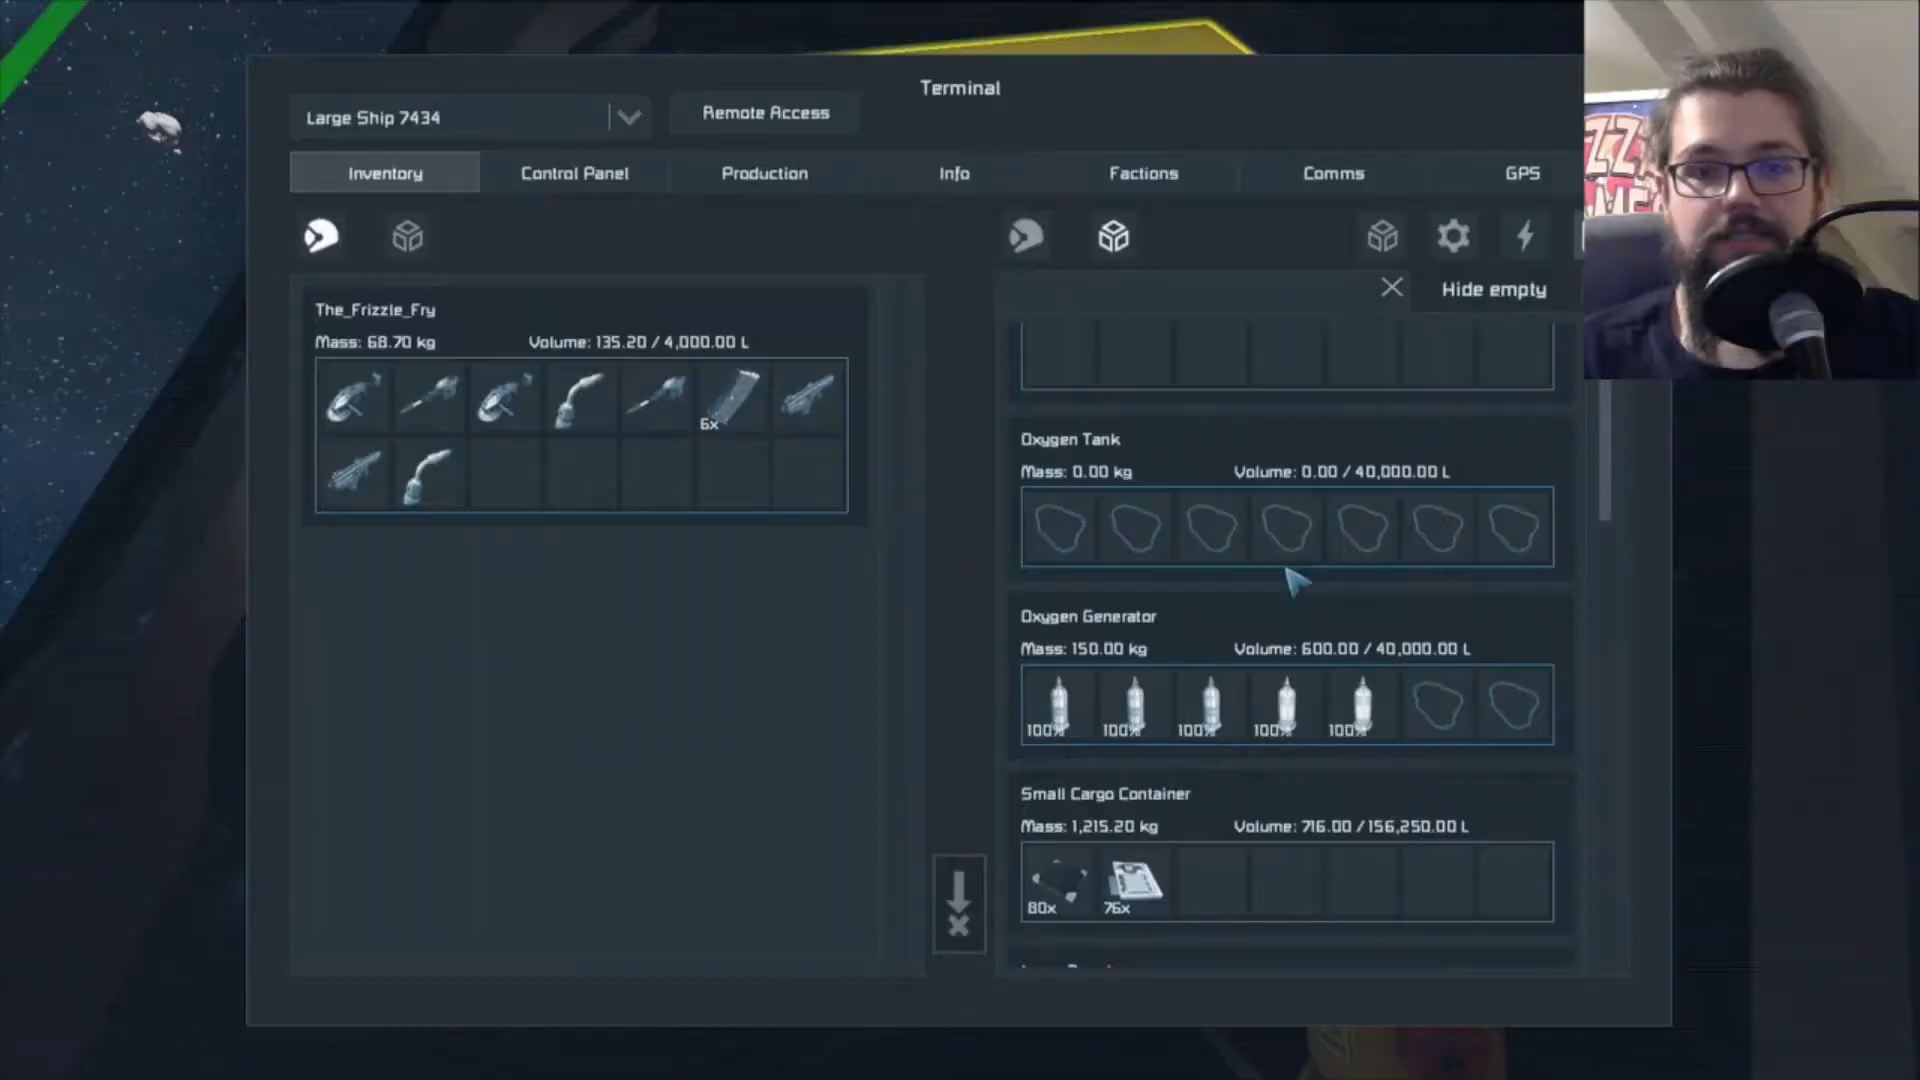 Terminal
Large Ship 7434
Remote Access
Inventory
Control Panel
Production
Info
Factions
Comms
GPS
Hide empty
The_Frizzle_Fry
Mass: 68.70 kg Volume: 135.20 / 4,000.00 L
6x
Oxygen Tank
Mass: 0.00 kg Volume: 0.00 / 40,000.00 L
Oxygen Generator
Mass: 150.00 kg Volume: 600.00 / 40,000.00 L
100% 100% 100% 100% 100%
Small Cargo Container
Mass: 1,215.20 kg Volume: 716.00 / 156,250.00 L
80x 76x